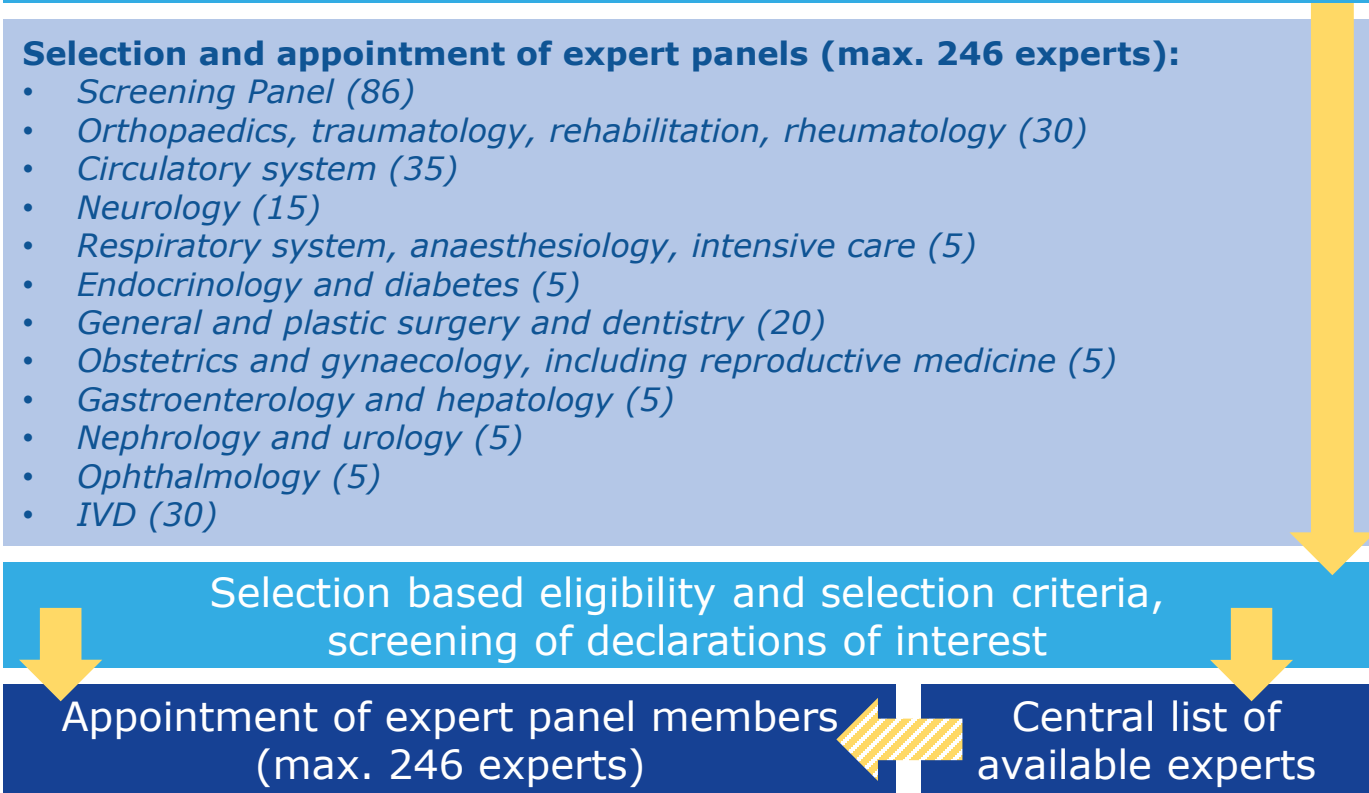 Selection and appointment of expert panels (max. 246 experts):
• Screening Panel (86)
• Orthopaedics, traumatology, rehabilitation, rheumatology (30)
• Circulatory system (35)
• Neurology (15)
• Respiratory system, anaesthesiology, intensive care (5)
• Endocrinology and diabetes (5)
• General and plastic surgery and dentistry (20)
• Obstetrics and gynaecology, including reproductive medicine (5)
• Gastroenterology and hepatology (5)
• Nephrology and urology (5)
• Ophthalmology (5)
• IVD (30)
Selection based eligibility and selection criteria,
screening of declarations of interest
Appointment of expert panel members
(max. 246 experts)
Central list of
available experts